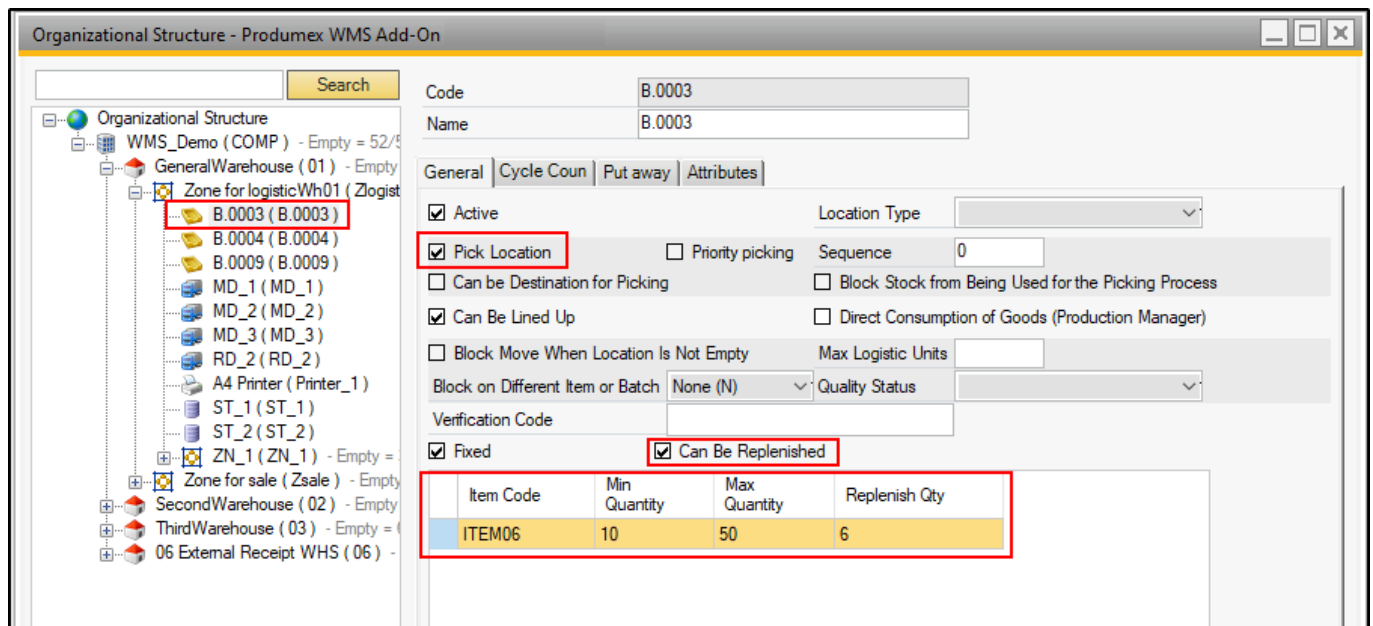 Organizational Structure - Produmex WMS Add-On
Search
Organizational Structure
WMS_Demo ( COMP ) - Empty = 52/5
GeneralWarehouse ( 01 ) - Empty
Zone for logisticWh01 ( Zlogist
B.0003 ( B.0003 )
B.0004 ( B.0004 )
B.0009 ( B.0009 )
MD_1 ( MD_1 )
MD_2 ( MD_2 )
MD_3 ( MD_3 )
RD_2 ( RD_2 )
A4 Printer ( Printer_1 )
ST_1 ( ST_1 )
ST_2 ( ST_2 )
ZN_1 ( ZN_1 ) - Empty =
Zone for sale ( Zsale ) - Empty
SecondWarehouse ( 02 ) - Empty
ThirdWarehouse ( 03 ) - Empty =
06 External Receipt WHS ( 06 ) -
Code B.0003
Name B.0003
General Cycle Coun Put away Attributes
Active Location Type
Pick Location Priority picking Sequence 0
Can be Destination for Picking Block Stock from Being Used for the Picking Process
Can Be Lined Up Direct Consumption of Goods (Production Manager)
Block Move When Location Is Not Empty Max Logistic Units
Block on Different Item or Batch None (N) Quality Status
Verification Code
Fixed Can Be Replenished
Item Code Min Quantity Max Quantity Replenish Qty
ITEM06 10 50 6